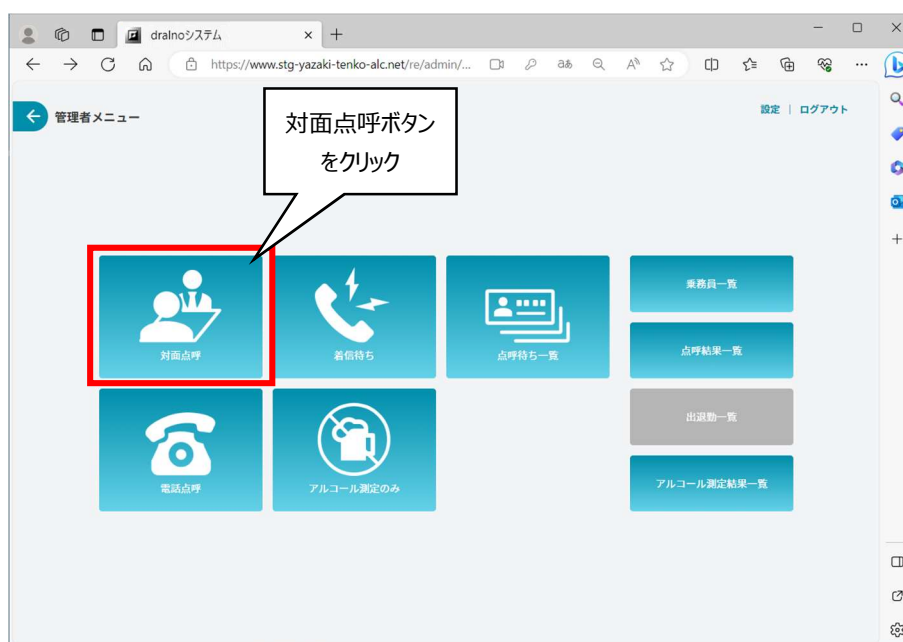 dralnoシステム
https://www.stg-yazaki-tenko-alc.net/re/admin/...
管理者メニュー
設定 | ログアウト
対面点呼ボタン
をクリック
対面点呼
着信待ち
点呼待ち一覧
乗務員一覧
点呼結果一覧
出退勤一覧
電話点呼
アルコール測定のみ
アルコール測定結果一覧